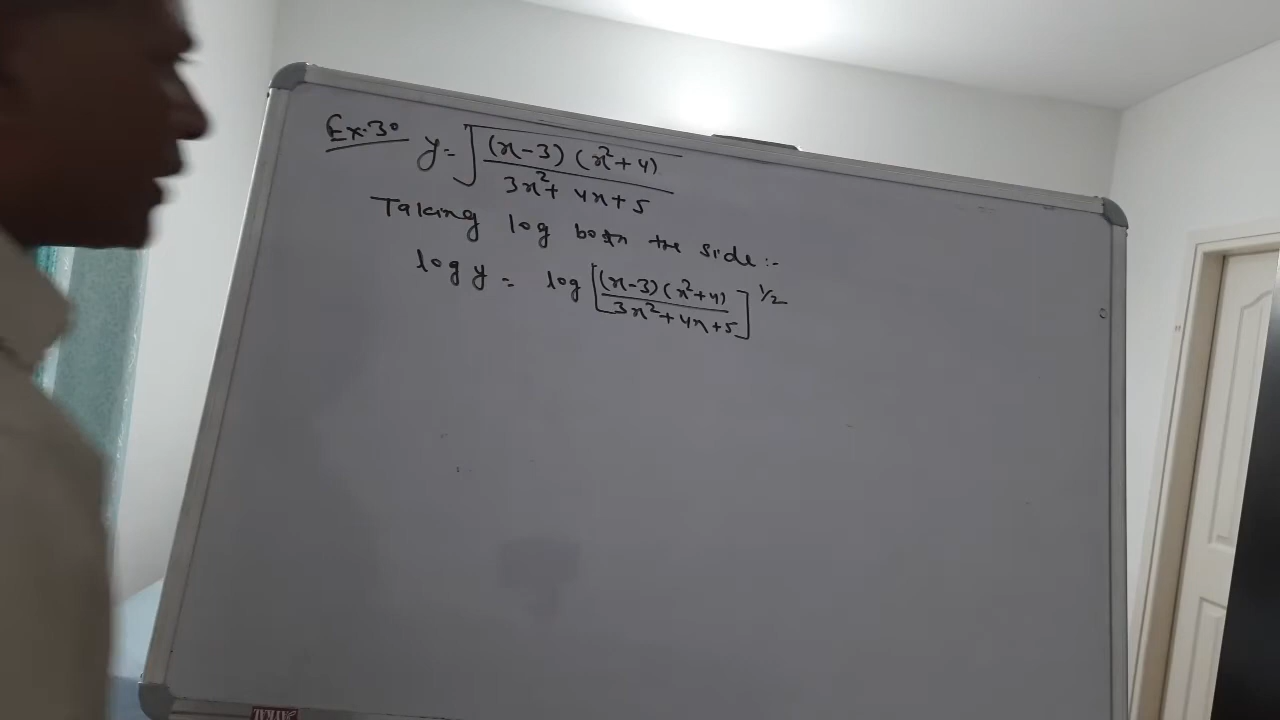 Ex. 30 y = √((x-3) (x²+4) / 3x²+ 4x+5)
Taking log both the side :-
log y = log [(x-3) (x²+4) / 3x²+4x+5]^1/2